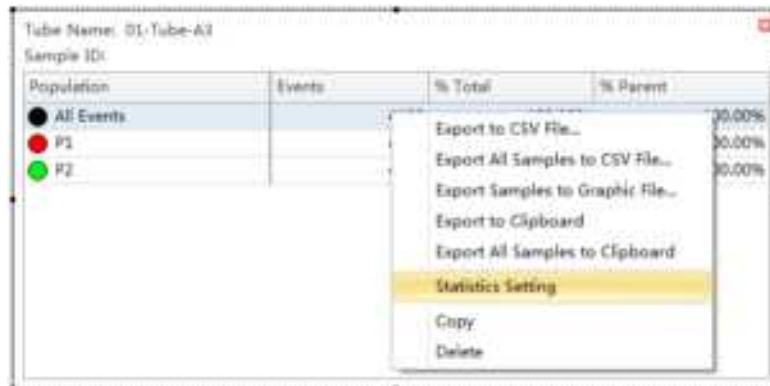 Tube Name: 01-Tube-A3
Sample ID:
Population Events % Total % Parent
All Events
P1
P2
Export to CSV File...
Export All Samples to CSV File...
Export Samples to Graphic File...
Export to Clipboard
Export All Samples to Clipboard
Statistics Setting
Copy
Delete